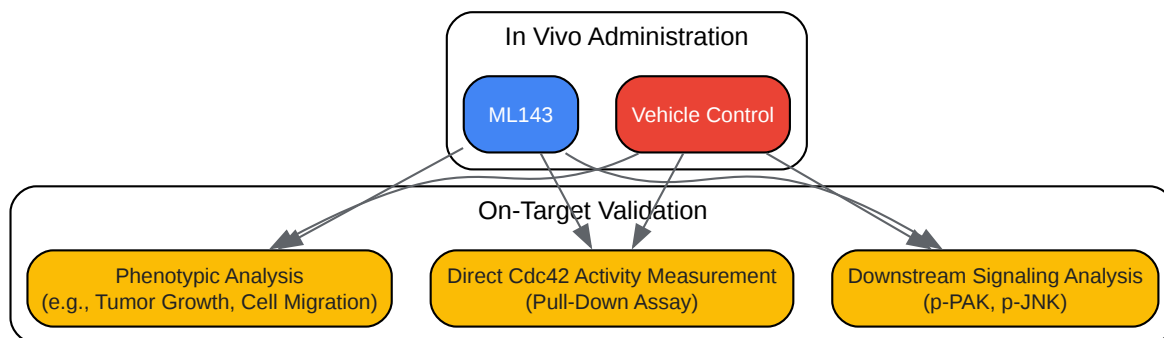 In Vivo Administration
ML143
Vehicle Control
On-Target Validation
Phenotypic Analysis
(e.g., Tumor Growth, Cell Migration)
Direct Cdc42 Activity Measurement
(Pull-Down Assay)
Downstream Signaling Analysis
(p-PAK, p-JNK)